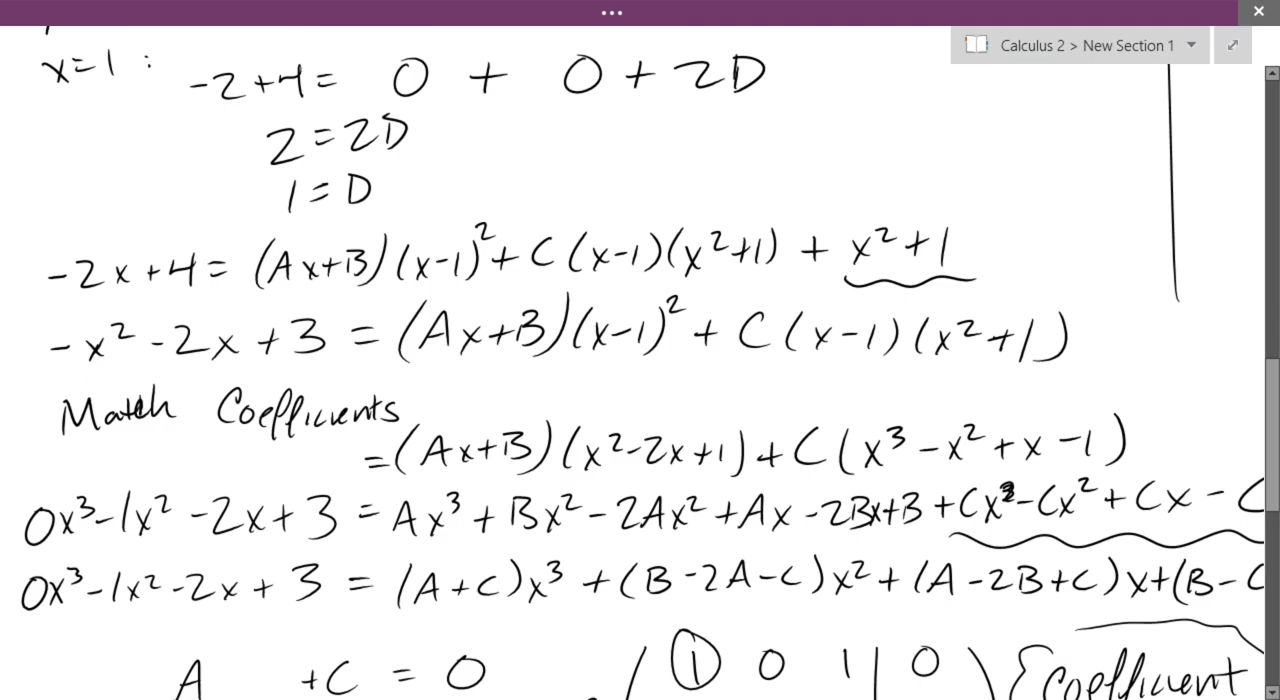 Calculus 2 > New Section 1
x=1 : -2+4= 0 + 0+2D
2=2D
1=D
-2x+4= (Ax+B)(x-1)²+C(x-1)(x²+1) + x²+1
-x²-2x+3 = (Ax+B)(x-1)² + C(x-1)(x²+1)
Match Coefficients
=(Ax+B)(x²-2x+1)+C(x³-x²+x-1)
0x³-1x²-2x+3 = Ax³+Bx²-2Ax²+Ax-2Bx+B+Cx³-Cx²+Cx-C
0x³-1x²-2x+3 = (A+C)x³+(B-2A-C)x²+(A-2B+C)x+(B-C
A +C = 0
( 1 0 1 | 0 ) { Coefficient